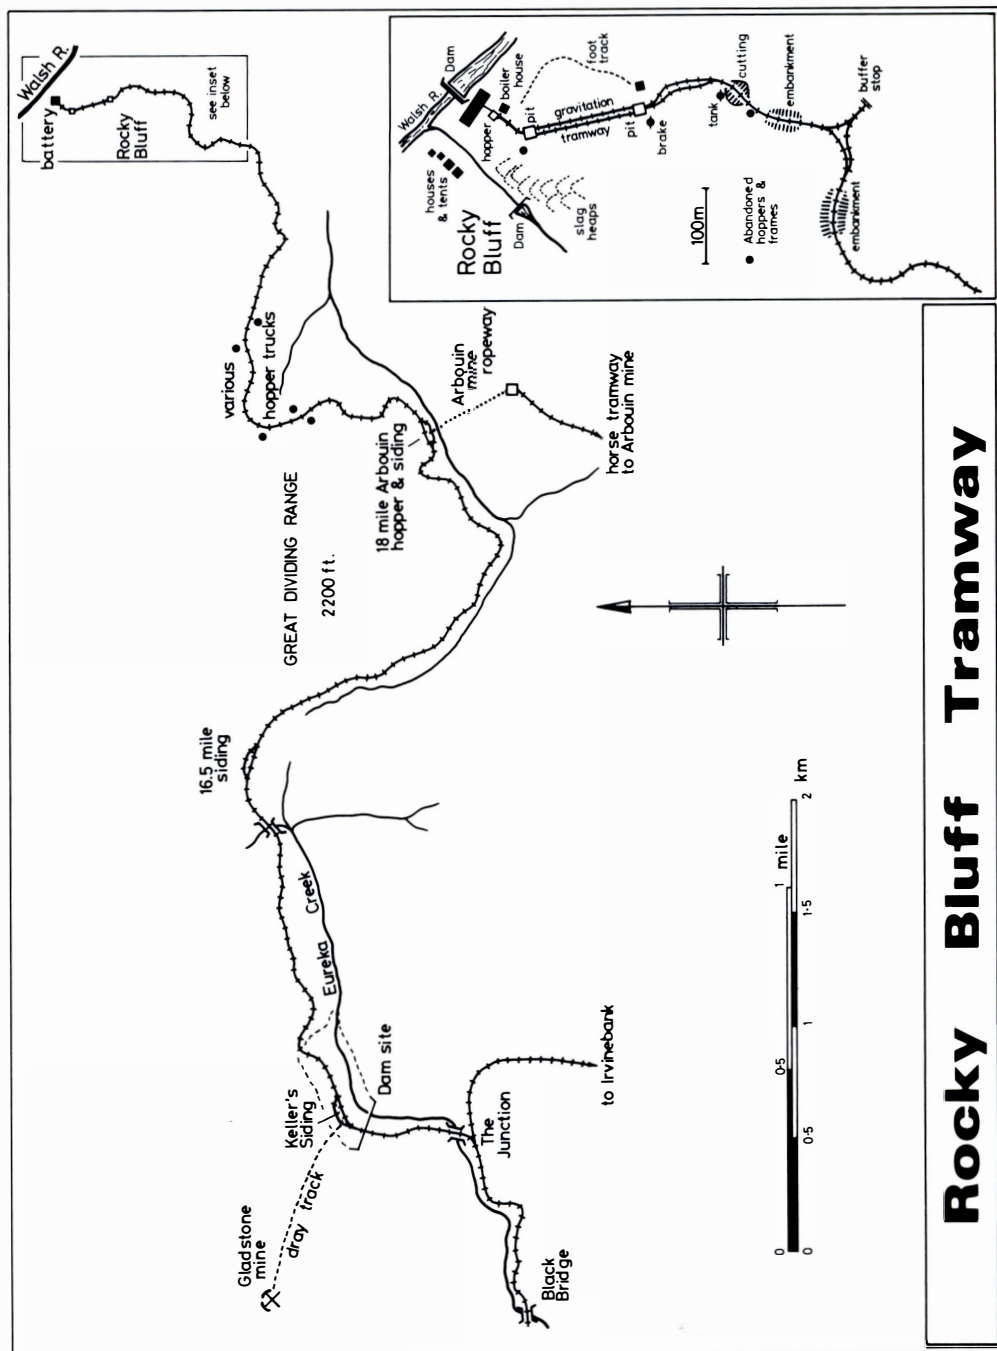 Walsh R.
battery
Rocky
Bluff
see inset
below
various
hopper trucks
GREAT DIVIDING RANGE
2200 ft.
18 mile Arbouin
hopper & siding
Arbouin
mine
ropeway
horse tramway
to Arbouin mine
16.5 mile
siding
Eureka Creek
Keller's
Siding
Dam site
Gladstone
mine
dray track
The
Junction
to Irvinebank
Black
Bridge
0 0·5 1 mile
0 0·5 1 1·5 2 km
Walsh R.
Dam
boiler
house
hopper
houses
& tents
Rocky
Bluff
Dam
slag
heaps
pit
gravitation
tramway
pit
brake
foot
track
tank
cutting
embankment
buffer
stop
embankment
100m
Abandoned
hoppers &
frames
Rocky Bluff Tramway